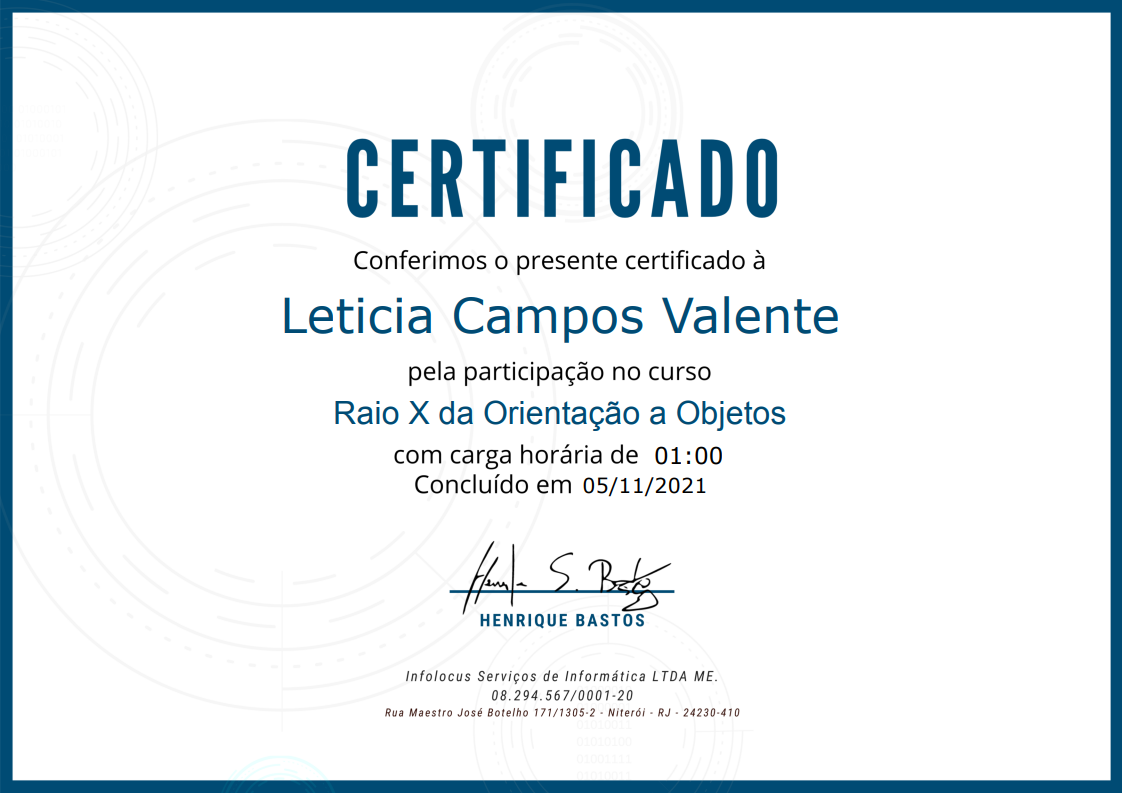 CERTIFICADO
Conferimos o presente certificado à
Leticia Campos Valente
pela participação no curso
Raio X da Orientação a Objetos
com carga horária de 01:00
Concluído em 05/11/2021
HENRIQUE BASTOS
Infolocus Serviços de Informática LTDA ME.
08.294.567/0001-20
Rua Maestro José Botelho 171/1305-2 - Niterói - RJ - 24230-410
01010100
01001111